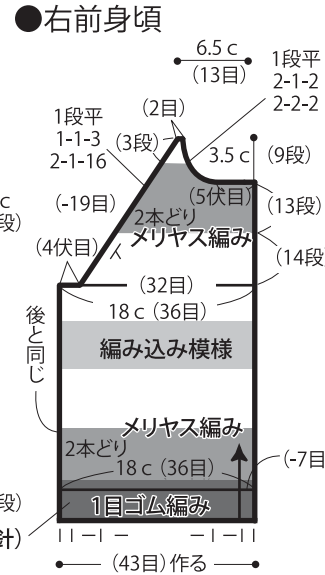 ●右前身頃
6.5c
(13目)
(2目)
1段平
2-1-2
2-2-2
1段平
1-1-3
2-1-16
(3段)
3.5c
(9段)
c
段)
(-19目)
(5伏目)
(13段)
2本どり
メリヤス編み
(4伏目)
(14段
(32目)
18c (36目)
後と同じ
編み込み模様
メリヤス編み
2本どり
18c (36目)
(-7目
段)
1目ゴム編み
針)
(43目)作る